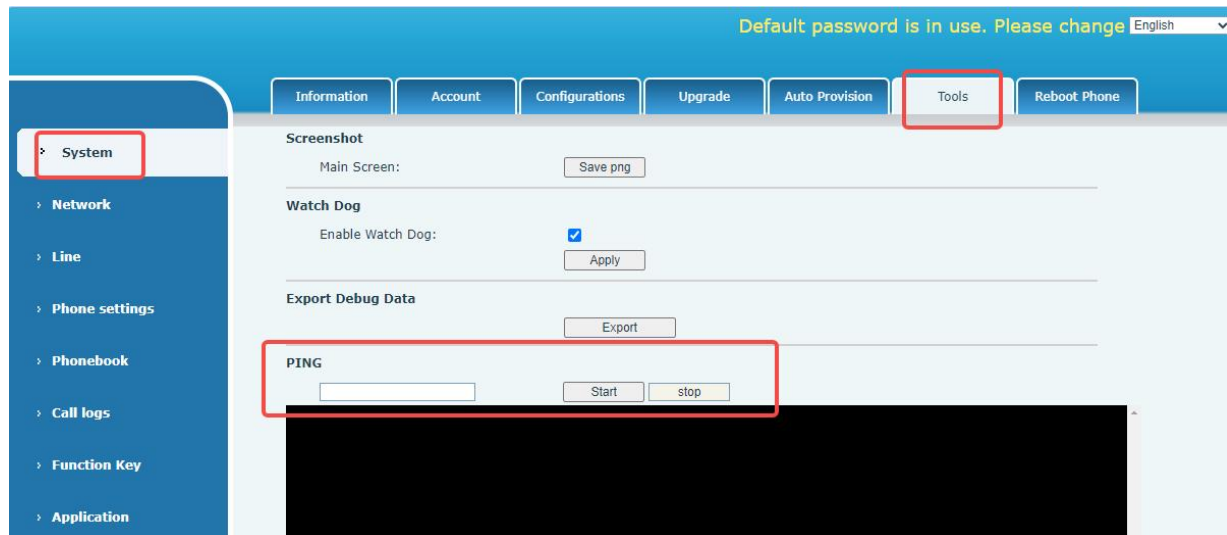 Default password is in use. Please change English
Information Account Configurations Upgrade Auto Provision Tools Reboot Phone
System
Network
Line
Phone settings
Phonebook
Call logs
Function Key
Application
Screenshot
Main Screen: Save png
Watch Dog
Enable Watch Dog:
Apply
Export Debug Data
Export
PING
Start stop